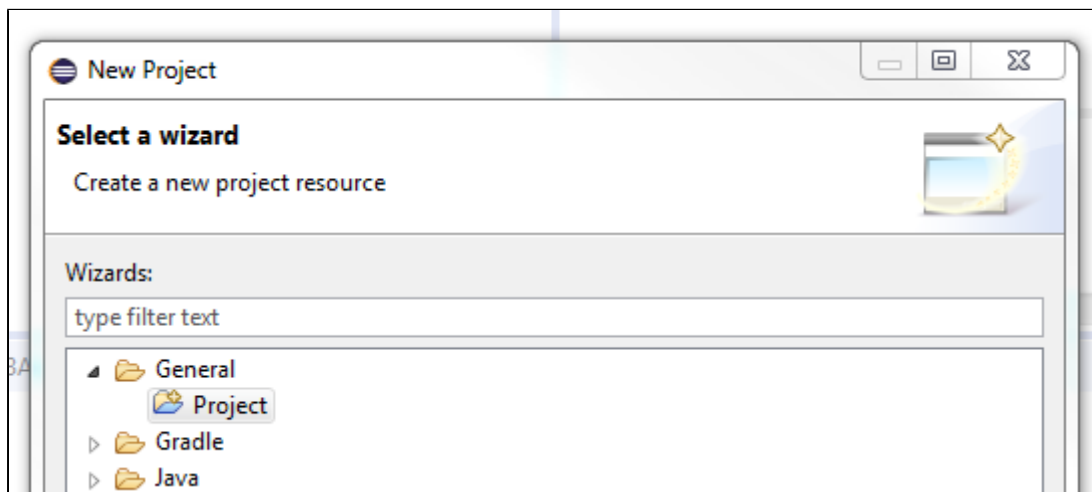 New Project
Select a wizard
Create a new project resource
Wizards:
type filter text
General
Project
Gradle
Java